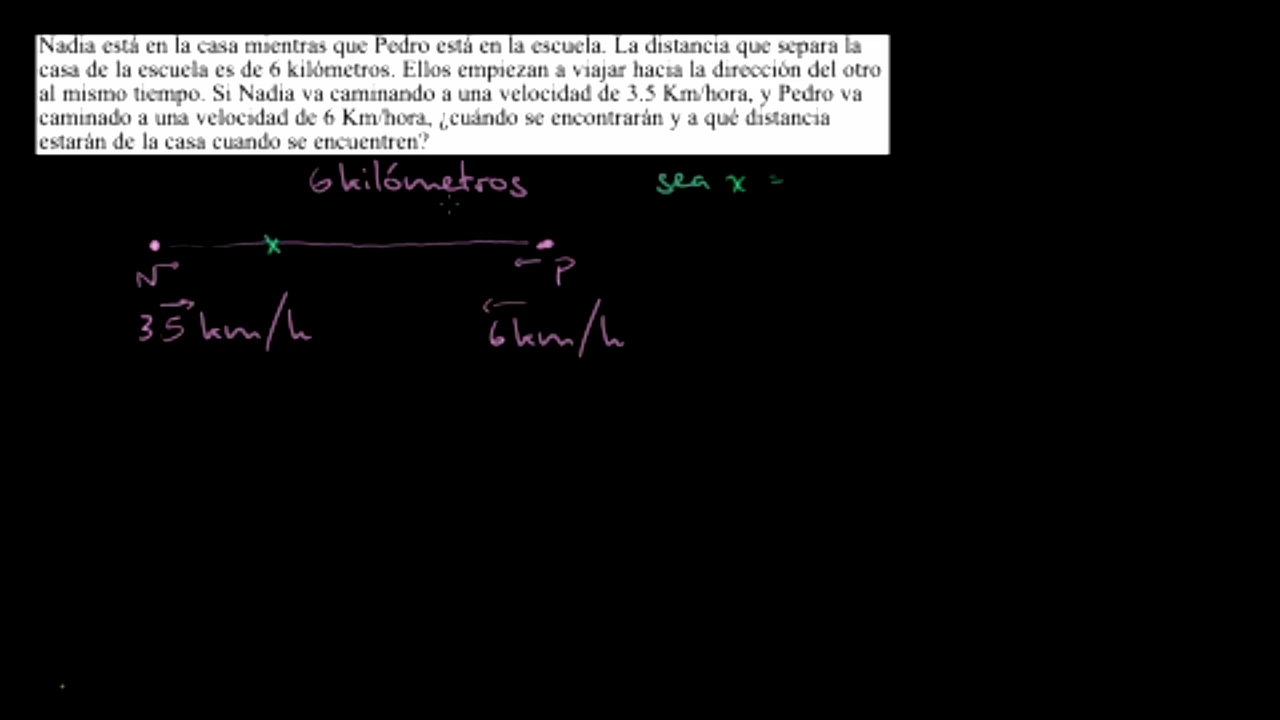 Nadia está en la casa mientras que Pedro está en la escuela. La distancia que separa la
casa de la escuela es de 6 kilómetros. Ellos empiezan a viajar hacia la dirección del otro
al mismo tiempo. Si Nadia va caminando a una velocidad de 3.5 Km/hora, y Pedro va
caminado a una velocidad de 6 Km/hora, ¿cuándo se encontrarán y a qué distancia
estarán de la casa cuando se encuentren?
6 kilómetros
sea x =
x
N
P
35 km/h
6 km/h